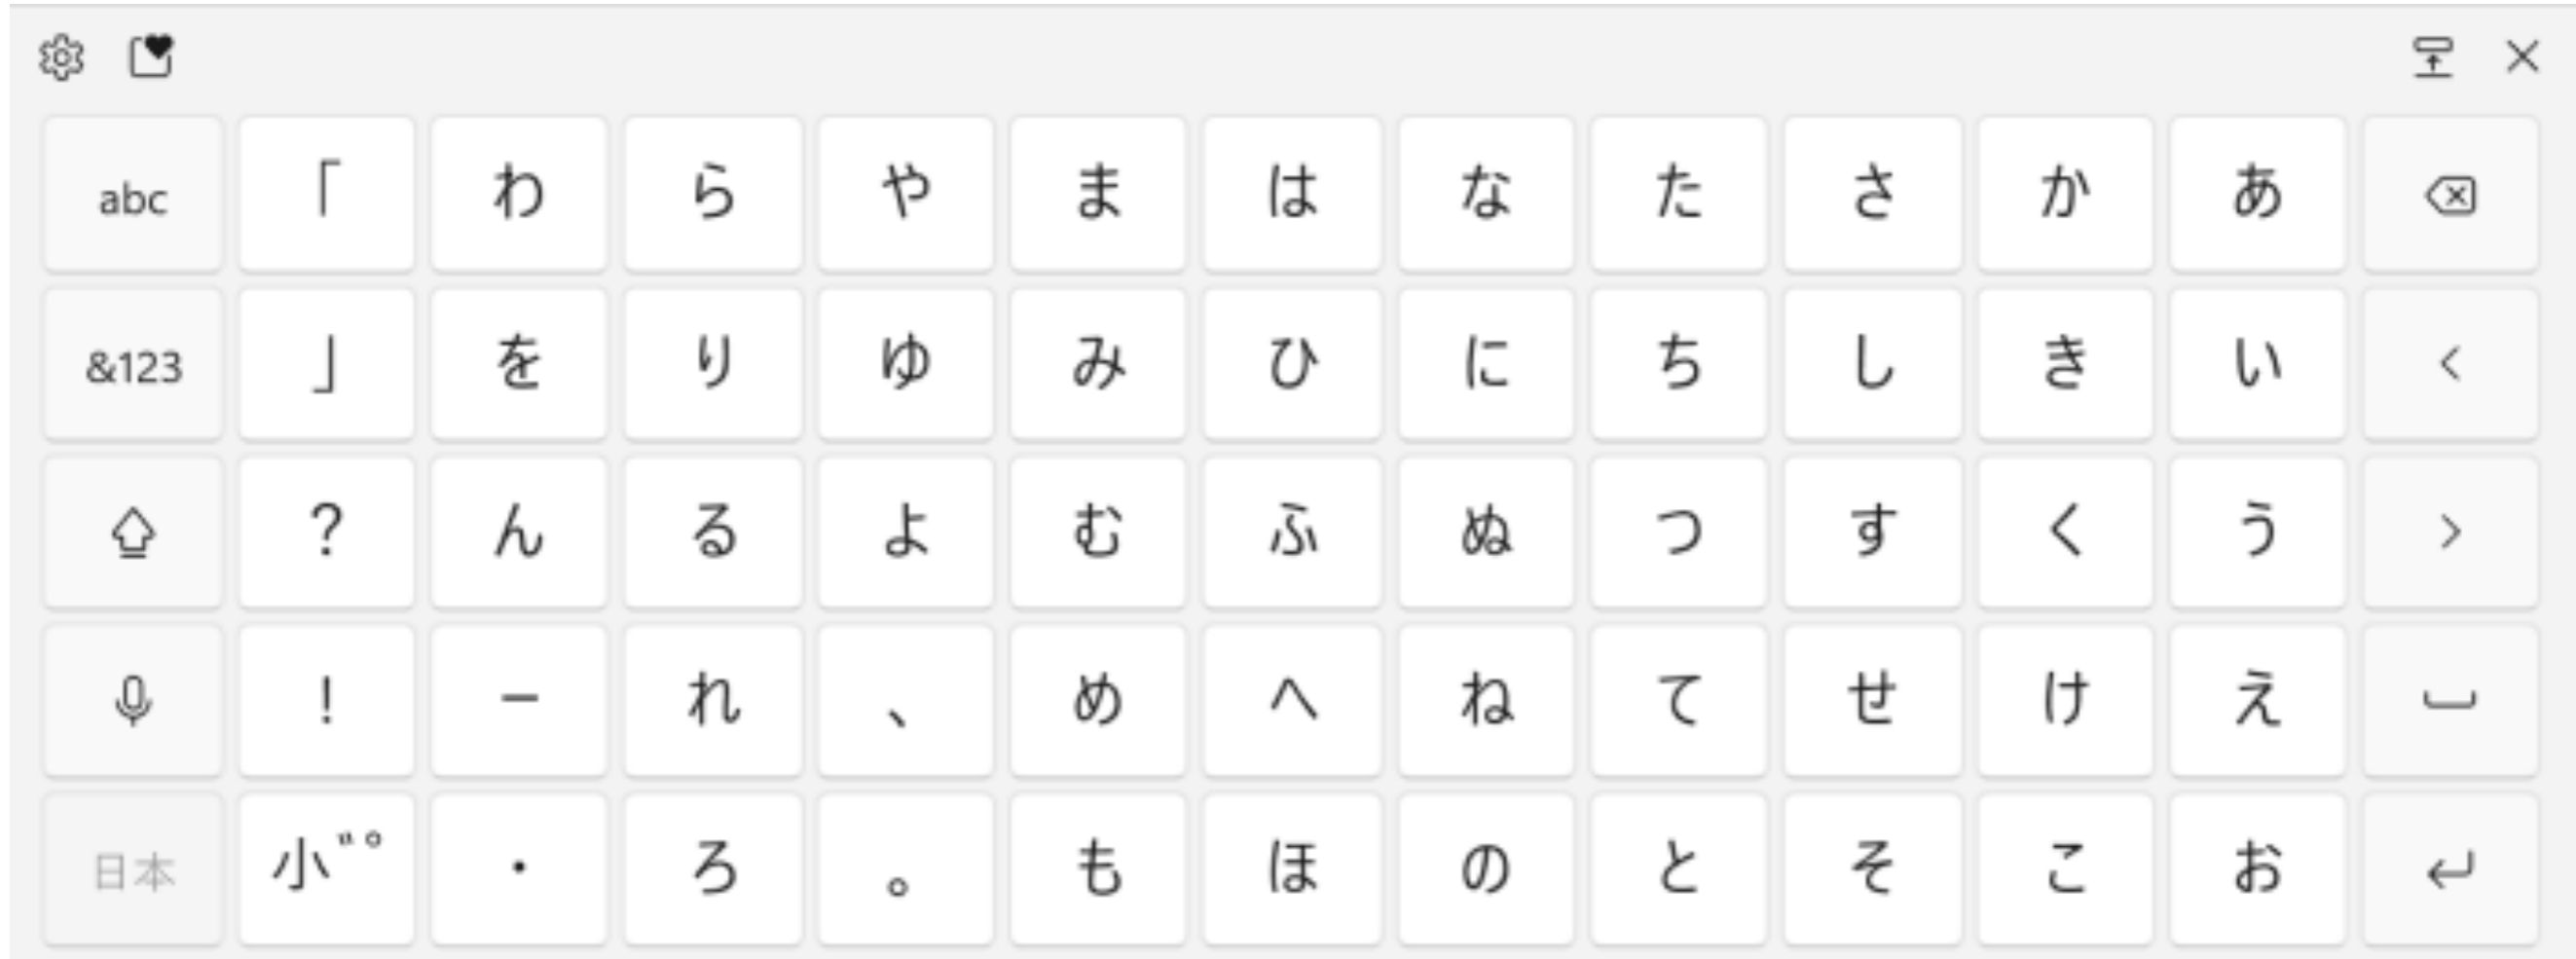 abc 「 わ ら や ま は な た さ か あ
&123 」 を り ゆ み ひ に ち し き い <
? ん る よ む ふ ぬ つ す く う >
! ー れ 、 め へ ね て せ け え
日本 小゛゜ ・ ろ 。 も ほ の と そ こ お